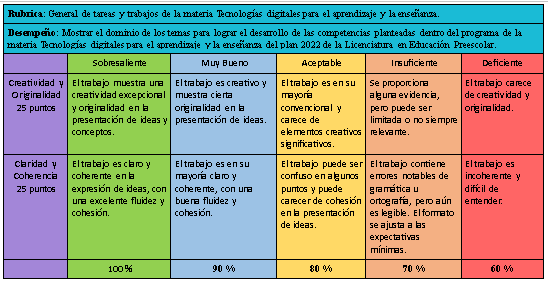 Rubrica: General de tareas y trabajos de la materia Tecnologías digitales para el aprendizaje y la enseñanza.
Desempeño: Mostrar el dominio de los temas para lograr el desarrollo de las competencias planteadas dentro del programa de la
materia Tecnologías digitales para el aprendizaje y la enseñanza del plan 2022 de la Licenciatura en Educación Preescolar.
Sobresaliente
Muy Bueno
Aceptable
Insuficiente
Deficiente
Creatividad y
Originalidad
25 puntos
El trabajo muestra una
creatividad excepcional
y originalidad en la
presentación de ideas y
conceptos.
El trabajo es creativo y
muestra cierta
originalidad en la
presentación de ideas.
El trabajo es en su
mayoría
convencional y
carece de
elementos creativos
significativos.
Se proporciona
alguna evidencia,
pero puede ser
limitada o no siempre
relevante.
El trabajo carece
de creatividad y
originalidad.
Claridad y
Coherencia
25 puntos
El trabajo es claro y
coherente en la
expresión de ideas, con
una excelente fluidez y
cohesión.
El trabajo es en su
mayoría claro y
coherente, con una
buena fluidez y
cohesión.
El trabajo puede ser
confuso en algunos
puntos y puede
carecer de cohesión
en la presentación
de ideas.
El trabajo contiene
errores notables de
gramática u
ortografía, pero aún
es legible. El formato
se ajusta a las
expectativas
mínimas.
El trabajo es
incoherente y
difícil de
entender.
100%
90 %
80 %
70 %
60 %